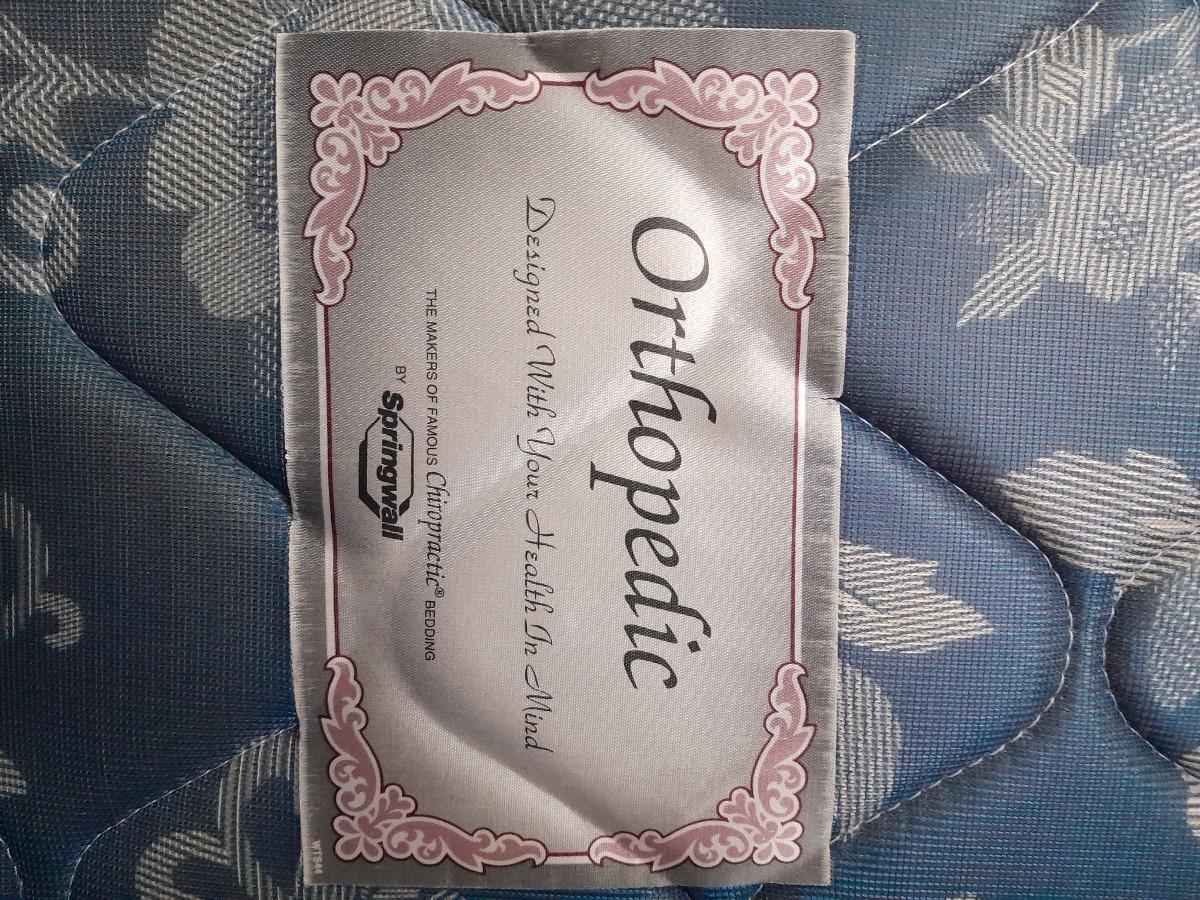 Orthopedic
Designed With Your Health In Mind
THE MAKERS OF FAMOUS Chiropractic® BEDDING
BY Springwall